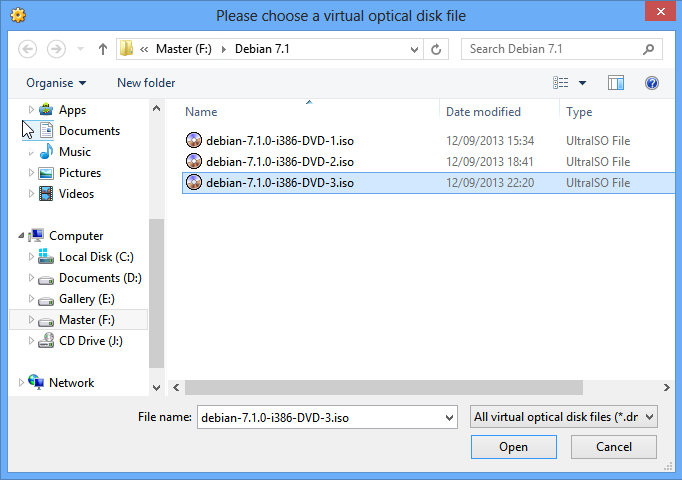 Please choose a virtual optical disk file
« Master (F:) Debian 7.1 Search Debian 7.1
Organise New folder
Name Date modified Type
Apps
Documents
Music
Pictures
Videos
Computer
Local Disk (C:)
Documents (D:)
Gallery (E:)
Master (F:)
CD Drive (J:)
Network
debian-7.1.0-i386-DVD-1.iso 12/09/2013 15:34 UltraISO File
debian-7.1.0-i386-DVD-2.iso 12/09/2013 18:41 UltraISO File
debian-7.1.0-i386-DVD-3.iso 12/09/2013 22:20 UltraISO File
File name: debian-7.1.0-i386-DVD-3.iso All virtual optical disk files (*.dr
Open Cancel